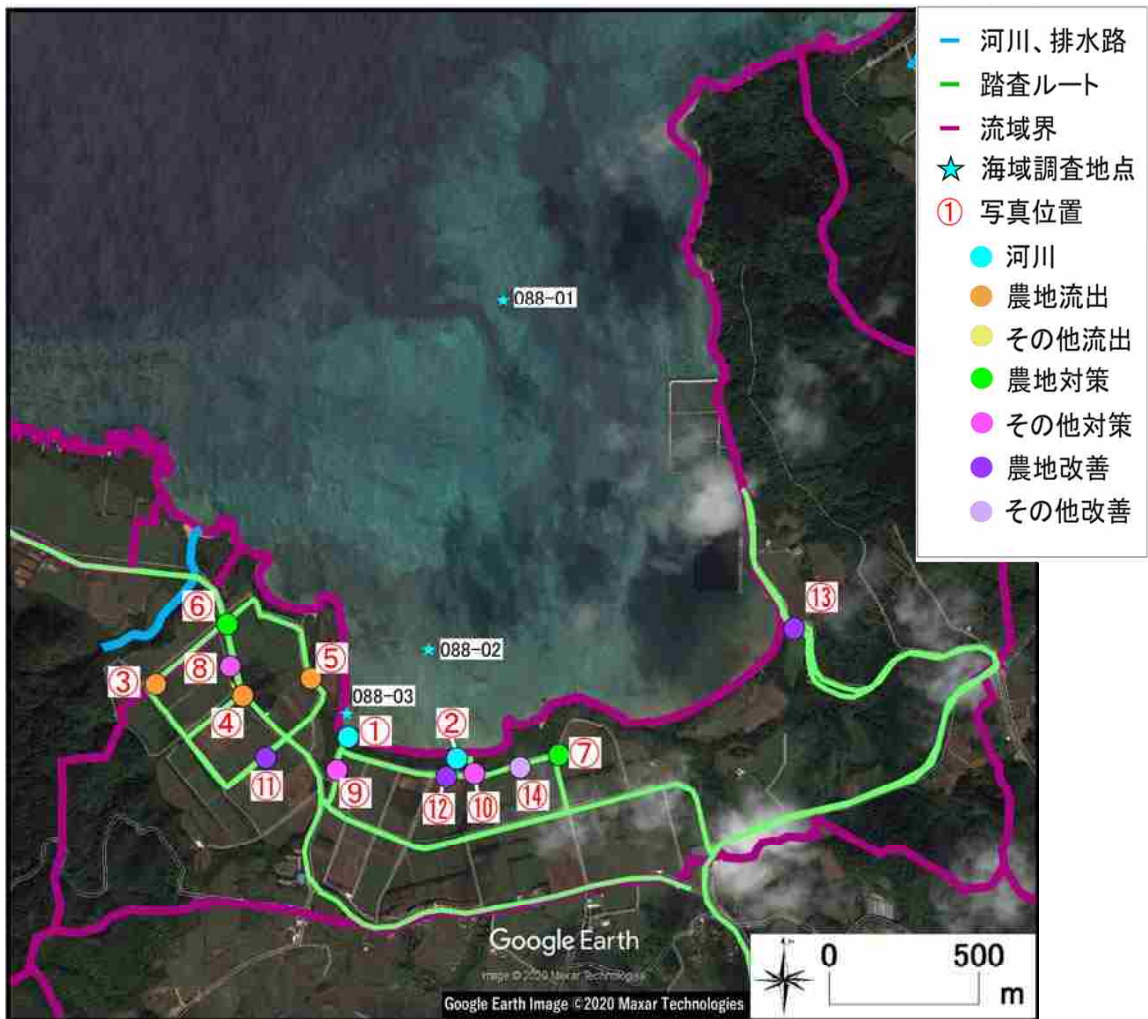 河川、排水路
踏査ルート
流域界
海域調査地点
① 写真位置
河川
農地流出
その他流出
農地対策
その他対策
農地改善
その他改善
088-01
⑬
⑥
088-02
⑤
⑧
③
088-03
④
①
②
⑦
⑪
⑨
⑫
⑩
⑭
Google Earth
Image © 2020 Maxar Technologies
Google Earth Image ©2020 Maxar Technologies
0
500
m